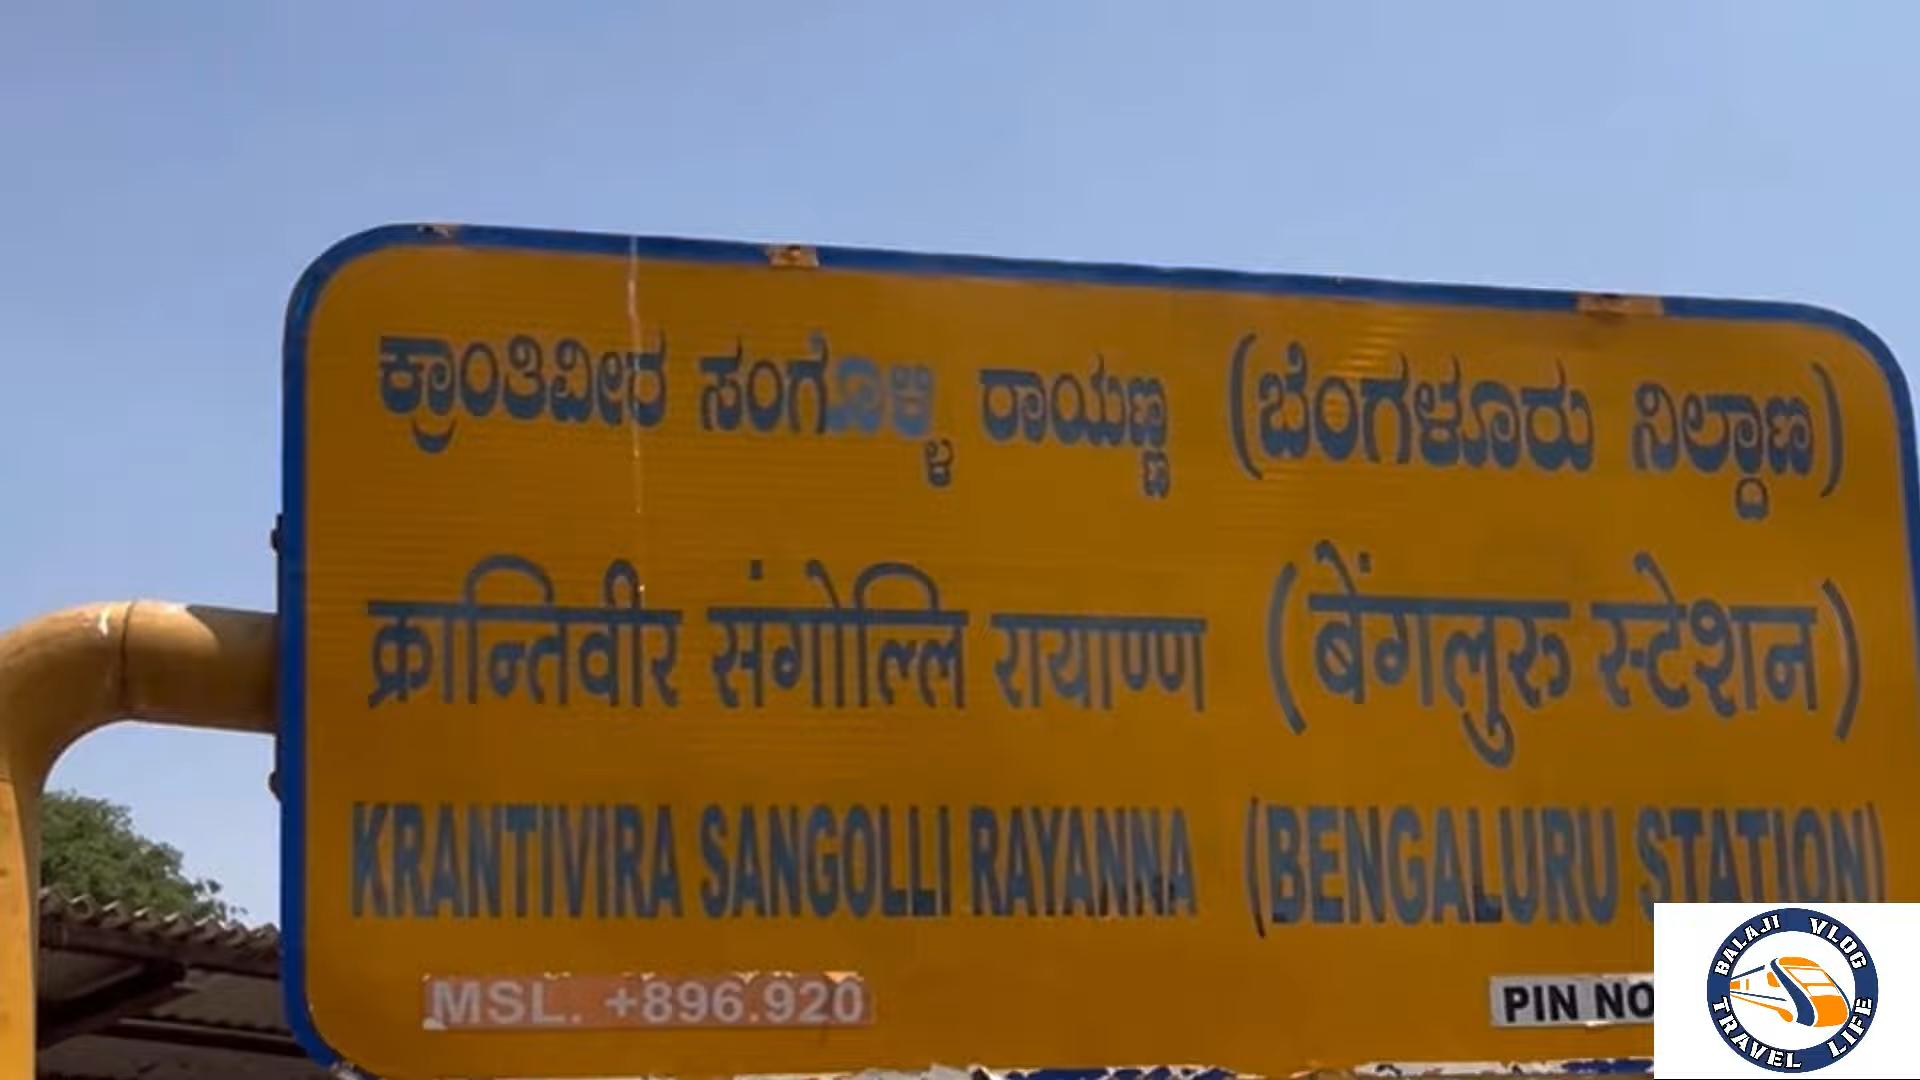 ಕ್ರಾಂತಿವೀರ ಸಂಗೊಳ್ಳಿ ರಾಯಣ್ಣ (ಬೆಂಗಳೂರು ನಿಲ್ದಾಣ)
क्रान्तिवीर संगोल्लि रायाण्ण (बेंगलुरु स्टेशन)
KRANTIVIRA SANGOLLI RAYANNA (BENGALURU STATION)
MSL. +896.920
PIN NO
BALAJI VLOG
TRAVEL LIFE